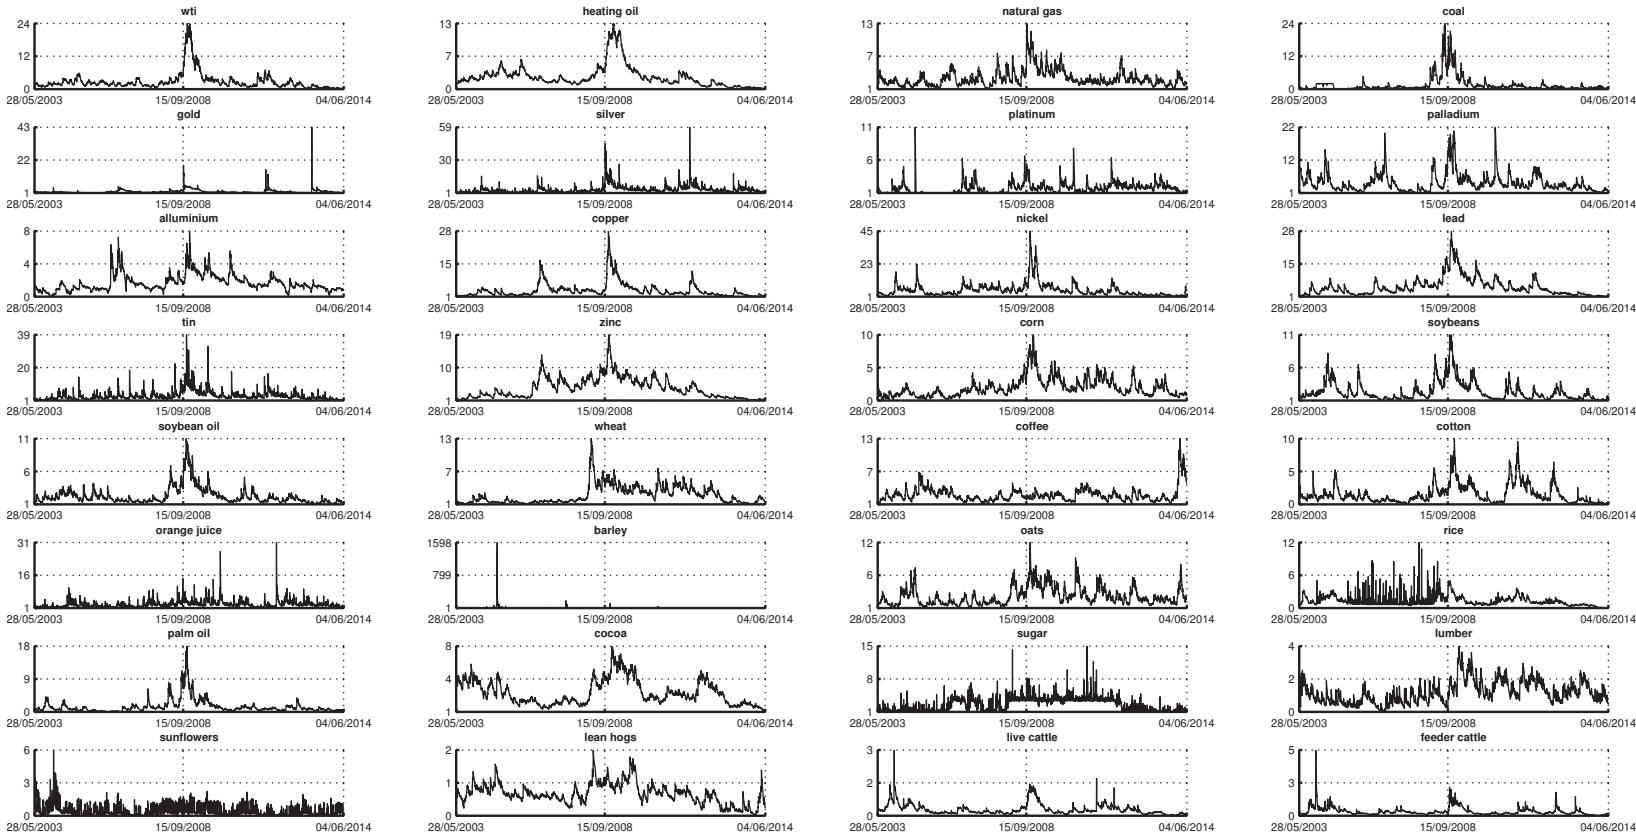 wti
24
12
0
28/05/2003 15/09/2008 04/06/2014
heating oil
13
7
1
28/05/2003 15/09/2008 04/06/2014
natural gas
13
7
1
28/05/2003 15/09/2008 04/06/2014
coal
24
12
0
28/05/2003 15/09/2008 04/06/2014
gold
43
22
1
28/05/2003 15/09/2008 04/06/2014
silver
59
30
1
28/05/2003 15/09/2008 04/06/2014
platinum
11
6
1
28/05/2003 15/09/2008 04/06/2014
palladium
22
12
1
28/05/2003 15/09/2008 04/06/2014
alluminium
8
4
0
28/05/2003 15/09/2008 04/06/2014
copper
28
15
1
28/05/2003 15/09/2008 04/06/2014
nickel
45
23
1
28/05/2003 15/09/2008 04/06/2014
lead
28
15
1
28/05/2003 15/09/2008 04/06/2014
tin
39
20
1
28/05/2003 15/09/2008 04/06/2014
zinc
19
10
1
28/05/2003 15/09/2008 04/06/2014
corn
10
5
0
28/05/2003 15/09/2008 04/06/2014
soybeans
11
6
1
28/05/2003 15/09/2008 04/06/2014
soybean oil
11
6
1
28/05/2003 15/09/2008 04/06/2014
wheat
13
7
1
28/05/2003 15/09/2008 04/06/2014
coffee
13
7
1
28/05/2003 15/09/2008 04/06/2014
cotton
10
5
0
28/05/2003 15/09/2008 04/06/2014
orange juice
31
16
1
28/05/2003 15/09/2008 04/06/2014
barley
1598
799
1
28/05/2003 15/09/2008 04/06/2014
oats
12
6
1
28/05/2003 15/09/2008 04/06/2014
rice
12
6
0
28/05/2003 15/09/2008 04/06/2014
palm oil
18
9
0
28/05/2003 15/09/2008 04/06/2014
cocoa
8
4
1
28/05/2003 15/09/2008 04/06/2014
sugar
15
8
1
28/05/2003 15/09/2008 04/06/2014
lumber
4
2
0
28/05/2003 15/09/2008 04/06/2014
sunflowers
6
3
0
28/05/2003 15/09/2008 04/06/2014
lean hogs
2
1
0
28/05/2003 15/09/2008 04/06/2014
live cattle
3
2
0
28/05/2003 15/09/2008 04/06/2014
feeder cattle
5
3
0
28/05/2003 15/09/2008 04/06/2014